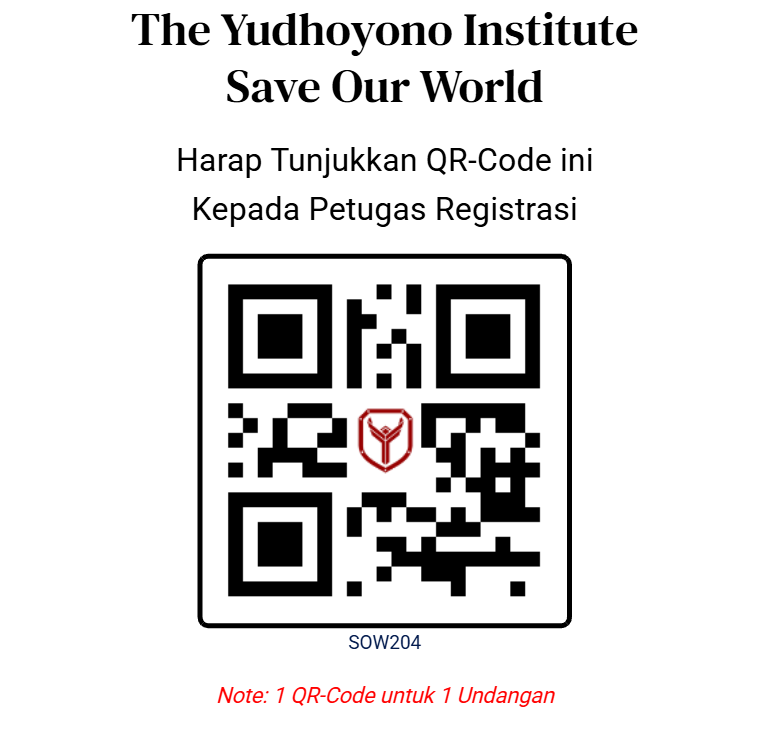 The Yudhoyono Institute
Save Our World
Harap Tunjukkan QR-Code ini
Kepada Petugas Registrasi
SOW204
Note: 1 QR-Code untuk 1 Undangan